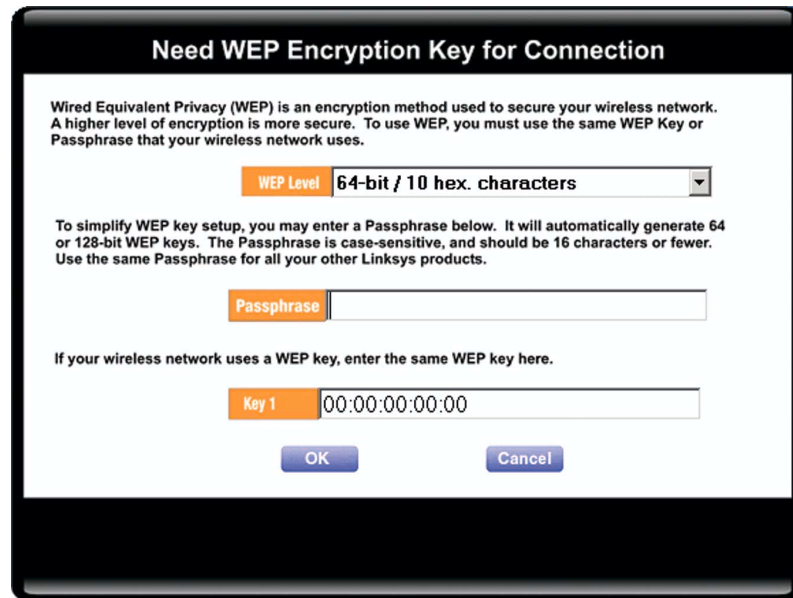 Need WEP Encryption Key for Connection
Wired Equivalent Privacy (WEP) is an encryption method used to secure your wireless network.
A higher level of encryption is more secure. To use WEP, you must use the same WEP Key or
Passphrase that your wireless network uses.
WEP Level 64-bit / 10 hex. characters
To simplify WEP key setup, you may enter a Passphrase below. It will automatically generate 64
or 128-bit WEP keys. The Passphrase is case-sensitive, and should be 16 characters or fewer.
Use the same Passphrase for all your other Linksys products.
Passphrase
If your wireless network uses a WEP key, enter the same WEP key here.
Key 1 00:00:00:00:00
OK Cancel